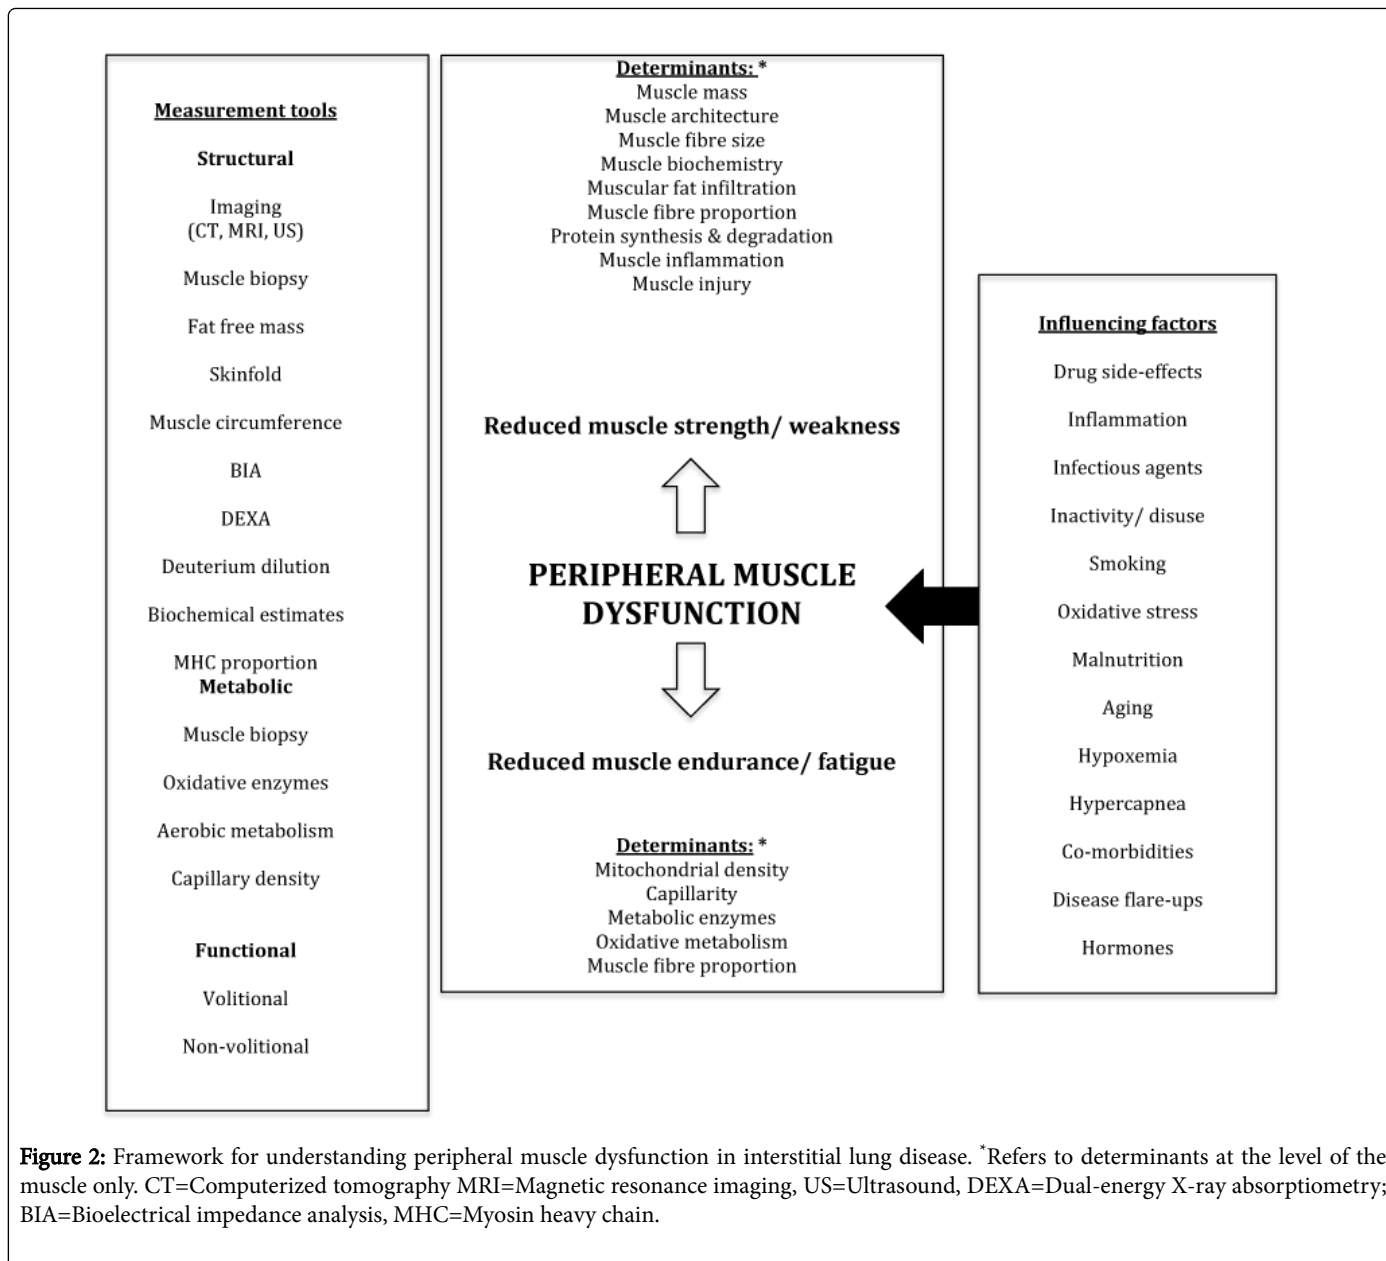 Measurement tools
Structural
Imaging
(CT, MRI, US)
Muscle biopsy
Fat free mass
Skinfold
Muscle circumference
BIA
DEXA
Deuterium dilution
Biochemical estimates
MHC proportion
Metabolic
Muscle biopsy
Oxidative enzymes
Aerobic metabolism
Capillary density
Functional
Volitional
Non-volitional
Determinants: *
Muscle mass
Muscle architecture
Muscle fibre size
Muscle biochemistry
Muscular fat infiltration
Muscle fibre proportion
Protein synthesis & degradation
Muscle inflammation
Muscle injury
Reduced muscle strength/ weakness
PERIPHERAL MUSCLE
DYSFUNCTION
Reduced muscle endurance/ fatigue
Determinants: *
Mitochondrial density
Capillarity
Metabolic enzymes
Oxidative metabolism
Muscle fibre proportion
Influencing factors
Drug side-effects
Inflammation
Infectious agents
Inactivity/ disuse
Smoking
Oxidative stress
Malnutrition
Aging
Hypoxemia
Hypercapnea
Co-morbidities
Disease flare-ups
Hormones
Figure 2: Framework for understanding peripheral muscle dysfunction in interstitial lung disease. *Refers to determinants at the level of the
muscle only. CT=Computerized tomography MRI=Magnetic resonance imaging, US=Ultrasound, DEXA=Dual-energy X-ray absorptiometry;
BIA=Bioelectrical impedance analysis, MHC=Myosin heavy chain.